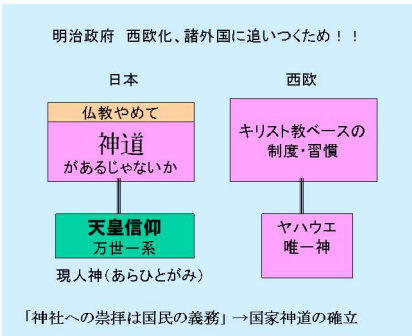 明治政府 西欧化、諸外国に追いつくため!!
日本
仏教やめて
神道
があるじゃないか
天皇信仰
万世一系
現人神(あらひとがみ)
西欧
キリスト教ベースの
制度・習慣
ヤハウエ
唯一神
「神社への崇拝は国民の義務」→国家神道の確立